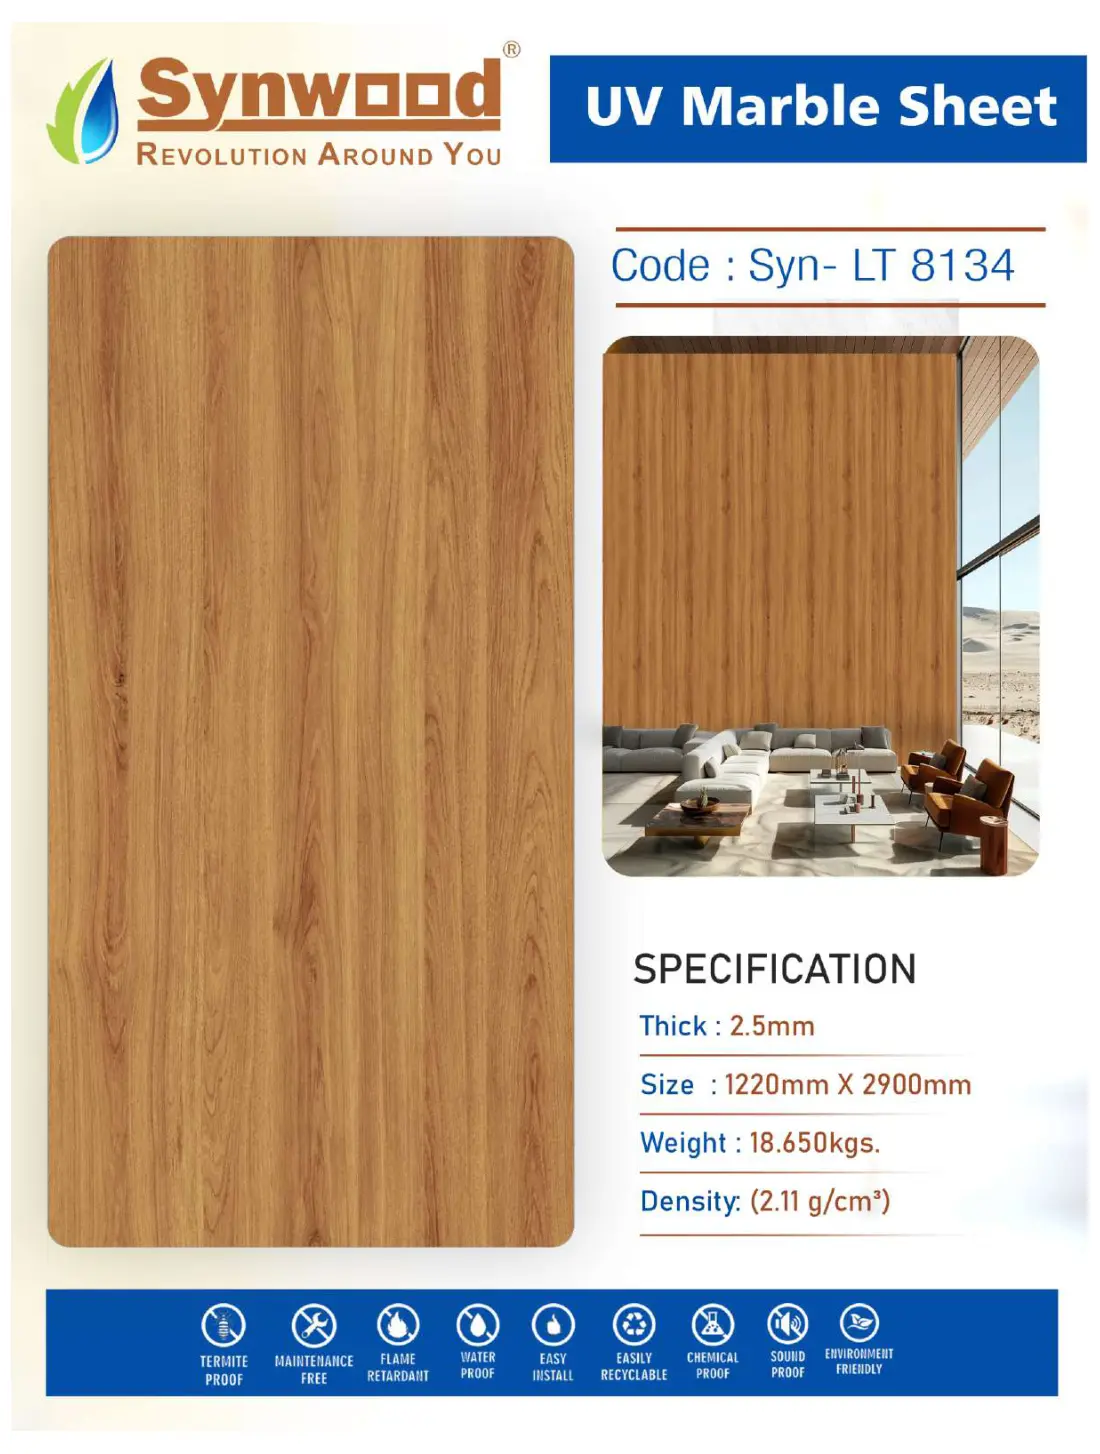 Synwood®
REVOLUTION AROUND YOU
UV Marble Sheet
Code : Syn- LT 8134
SPECIFICATION
Thick : 2.5mm
Size : 1220mm X 2900mm
Weight : 18.650kgs.
Density: (2.11 g/cm³)
TERMITE
PROOF
MAINTENANCE
FREE
FLAME
RETARDANT
WATER
PROOF
EASY
INSTALL
EASILY
RECYCLABLE
CHEMICAL
PROOF
SOUND
PROOF
ENVIRONMENT
FRIENDLY